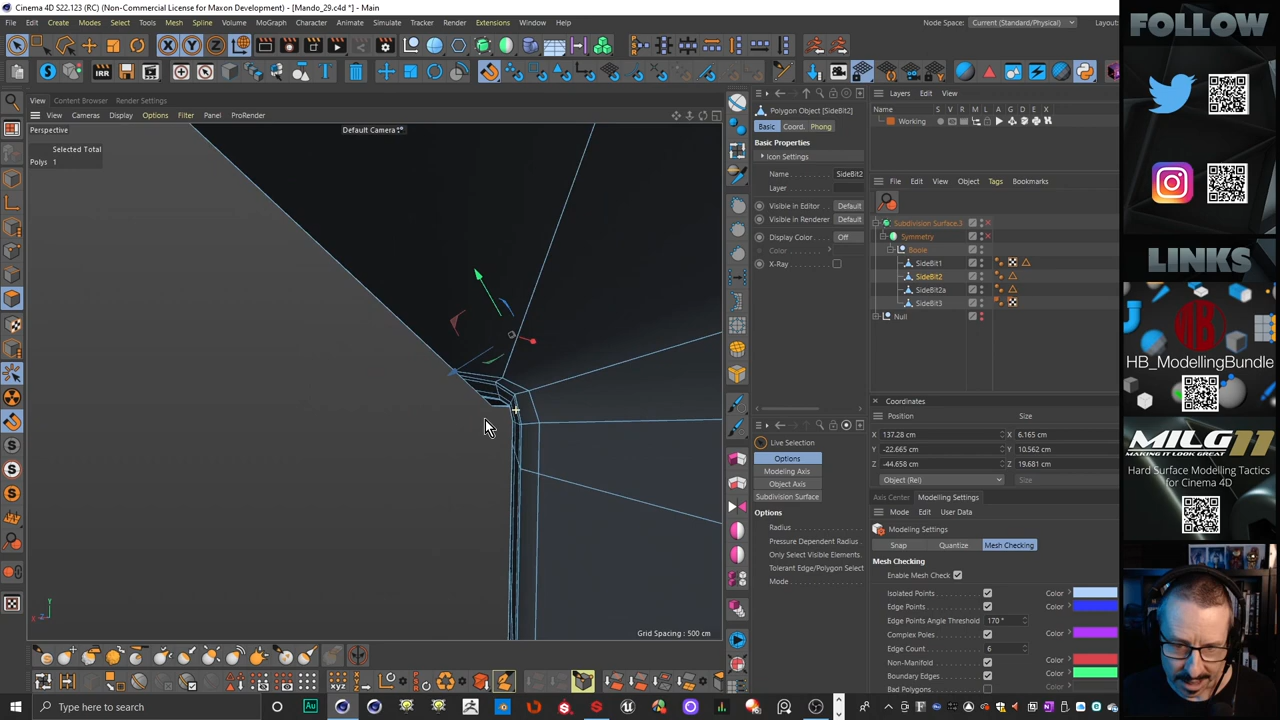 Cinema 4D S22.123 (Non-Commercial License for Maxon Development) - [Mando_29.c4d *] - Main
File Edit Create Modes Select Tools Mesh Spline Volume MoGraph Character Animate Simulate Tracker Render Extensions Window Help
Node Space: Current (Standard/Physical) Layout:
IRR
View Content Browser Render Settings
View Cameras Display Options Filter Panel ProRender
Perspective
Default Camera
Selected Total
Polys 1
Grid Spacing : 500 cm
Polygon Object [SideBit2]
Basic Coord. Phong
Basic Properties
Icon Settings
Name SideBit2
Layer
Visible in Editor Default
Visible in Renderer Default
Display Color Off
Color
X-Ray
Live Selection
Options
Modeling Axis
Object Axis
Subdivision Surface
Options
Radius
Pressure Dependent Radius
Only Select Visible Elements
Tolerant Edge/Polygon Select
Mode
Layers Edit View
Name S V R M L A G D E X
Working
File Edit View Object Tags Bookmarks
Subdivision Surface.3
Symmetry
Boole
SideBit1
SideBit2
SideBit2a
SideBit3
Null
Coordinates
Position Size
X 137.28 cm X 6.165 cm
Y -22.665 cm Y 10.562 cm
Z -44.658 cm Z 19.681 cm
Object (Rel) Size
Axis Center Modeling Settings
Mode Edit User Data
Modeling Settings
Snap Quantize Mesh Checking
Mesh Checking
Enable Mesh Check
Isolated Points Color
Edge Points Color
Edge Points Angle Threshold 170 °
Complex Poles Color
Edge Count 6
Non-Manifold Color
Boundary Edges Color
Bad Polygons Color
Type here to search
FOLLOW
LINKS
HB_ModellingBundle
MILG11
MAKING IT LOOK GREAT
Hard Surface Modelling Tactics
for Cinema 4D